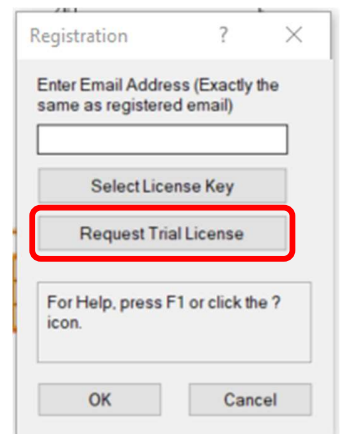 Registration ?
Enter Email Address (Exactly the
same as registered email)
Select License Key
Request Trial License
For Help, press F1 or click the ?
icon.
OK Cancel